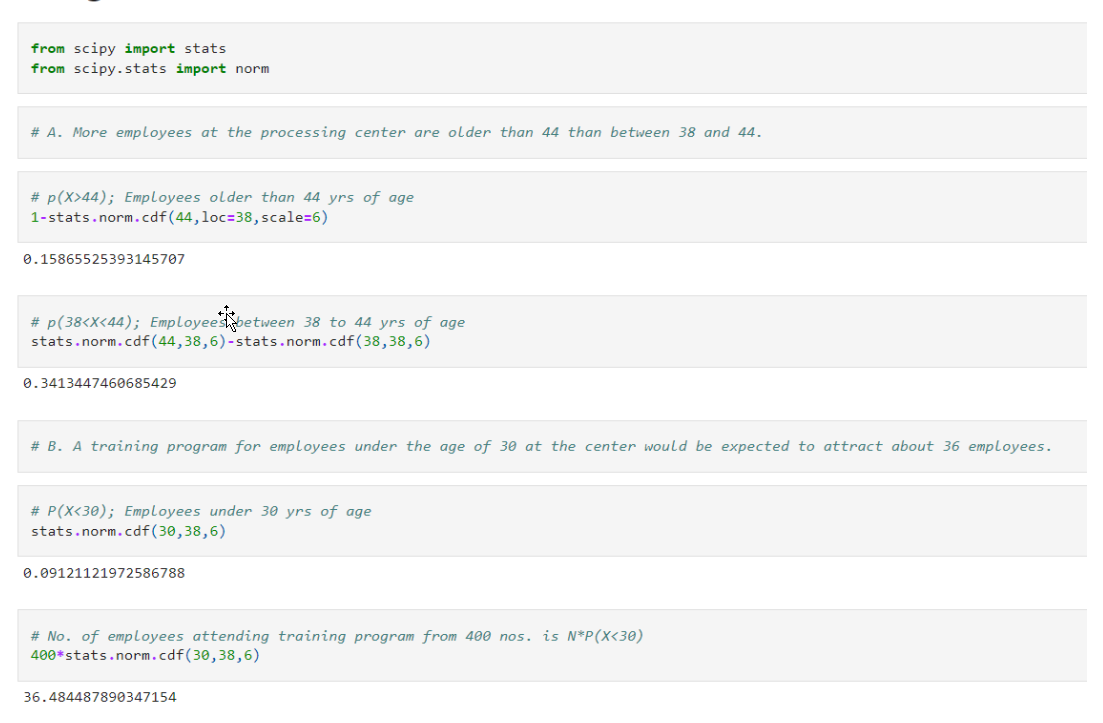 from scipy import stats
from scipy.stats import norm
# A. More employees at the processing center are older than 44 than between 38 and 44.
# p(X>44); Employees older than 44 yrs of age
1-stats.norm.cdf(44,loc=38,scale=6)
0.15865525393145707
# p(38<X<44); Employees between 38 to 44 yrs of age
stats.norm.cdf(44,38,6)-stats.norm.cdf(38,38,6)
0.3413447460685429
# B. A training program for employees under the age of 30 at the center would be expected to attract about 36 employees.
# P(X<30); Employees under 30 yrs of age
stats.norm.cdf(30,38,6)
0.09121121972586788
# No. of employees attending training program from 400 nos. is N*P(X<30)
400*stats.norm.cdf(30,38,6)
36.484487890347154